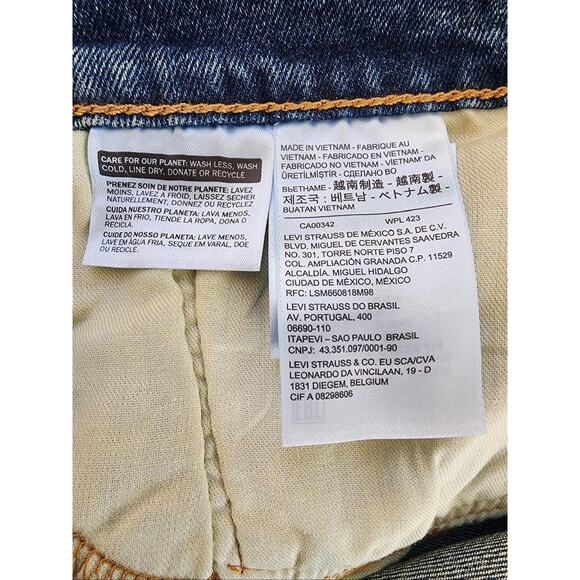 CARE FOR OUR PLANET: WASH LESS, WASH
COLD, LINE DRY, DONATE OR RECYCLE
PRENEZ SOIN DE NOTRE PLANÈTE: LAVEZ
MOINS, LAVEZ À FROID, LAISSEZ SÉCHER
NATURELLEMENT, DONNEZ OU RECYCLEZ
CUIDA NUESTRO PLANETA: LAVA MENOS,
LAVA EN FRÍO, TIENDE LA ROPA, DONA O
RECICLA.
CUIDE DO NOSSO PLANETA: LAVE MENOS,
LAVE EM ÁGUA FRIA, SEQUE EM VARAL, DOE
OU RECICLE.
MADE IN VIETNAM - FABRIQUE AU
VIETNAM - FABRICADO EN VIETNAM -
FABRICADO NO VIETNÃ - VIETNAM' DA
ÜRETİLMİŞTİR - СДЕЛАНО ВО
ВЬЕТНАМЕ - 越南制造 - 越南製 -
제조국 : 베트남 - ベトナム製 -
BUATAN VIETNAM
CA00342 WPL 423
LEVI STRAUSS DE MÉXICO S.A. DE C.V.
BLVD. MIGUEL DE CERVANTES SAAVEDRA
NO. 301, TORRE NORTE PISO 7
COL. AMPLIACIÓN GRANADA C.P. 11529
ALCALDÍA. MIGUEL HIDALGO
CIUDAD DE MÉXICO, MÉXICO
RFC: LSM660818M98
LEVI STRAUSS DO BRASIL
AV. PORTUGAL, 400
06690-110
ITAPEVI – SAO PAULO BRASIL
CNPJ: 43.351.097/0001-90
LEVI STRAUSS & CO. EU SCA/CVA
LEONARDO DA VINCILAAN, 19 - D
1831 DIEGEM, BELGIUM
CIF A 08298606